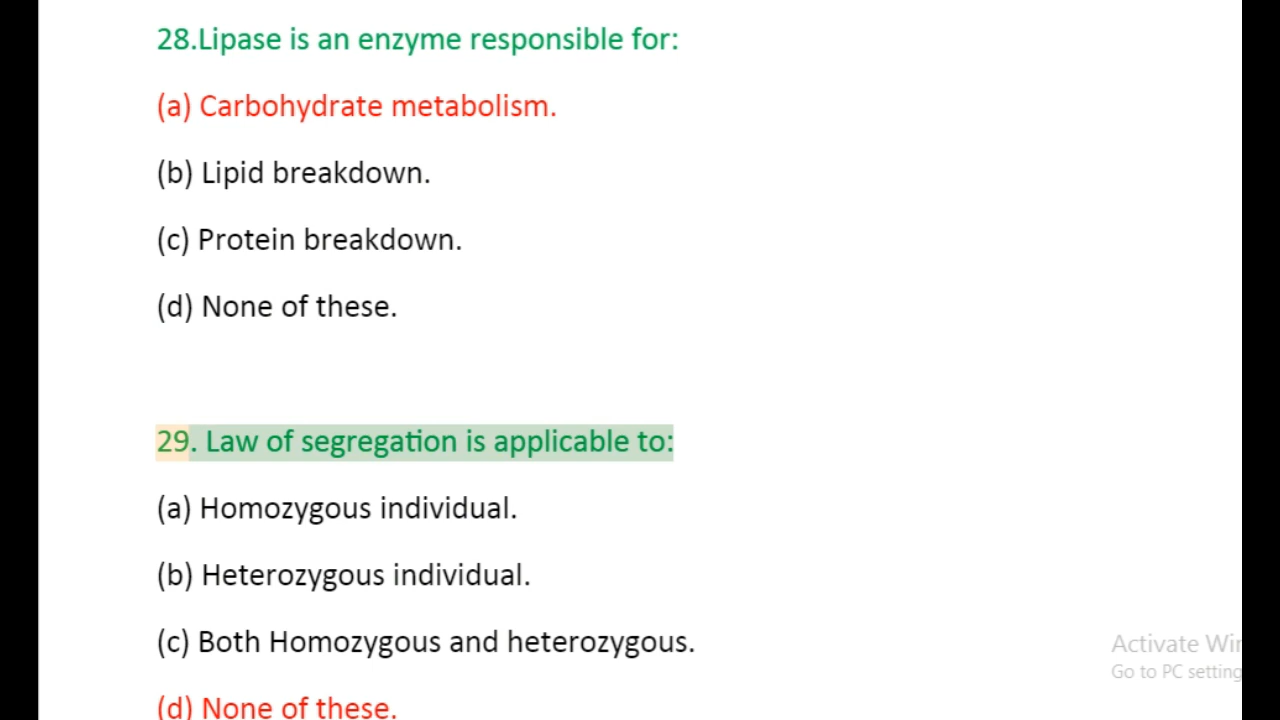 28.Lipase is an enzyme responsible for:
(a) Carbohydrate metabolism.
(b) Lipid breakdown.
(c) Protein breakdown.
(d) None of these.
29. Law of segregation is applicable to:
(a) Homozygous individual.
(b) Heterozygous individual.
(c) Both Homozygous and heterozygous.
Activate Wir
Go to PC setting
(d) None of these.